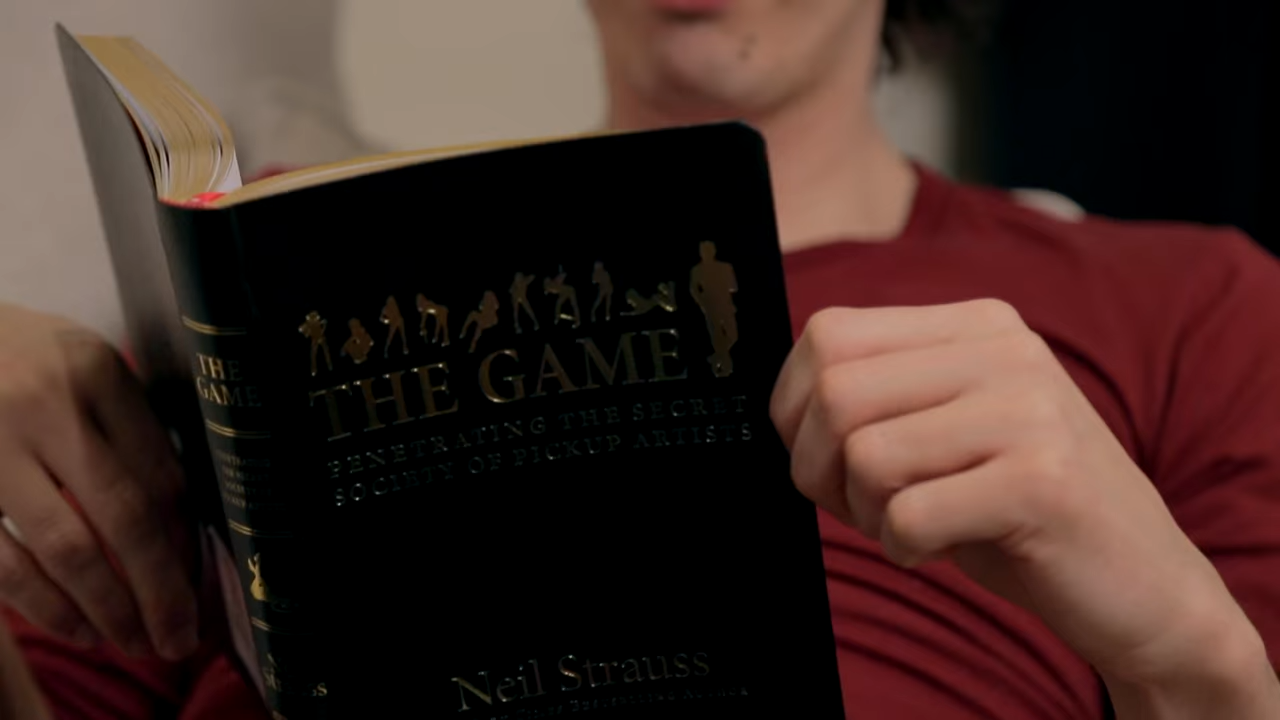 THE GAME
PENETRATING THE SECRET
SOCIETY OF PICKUP ARTISTS
Neil Strauss
THE
GAME